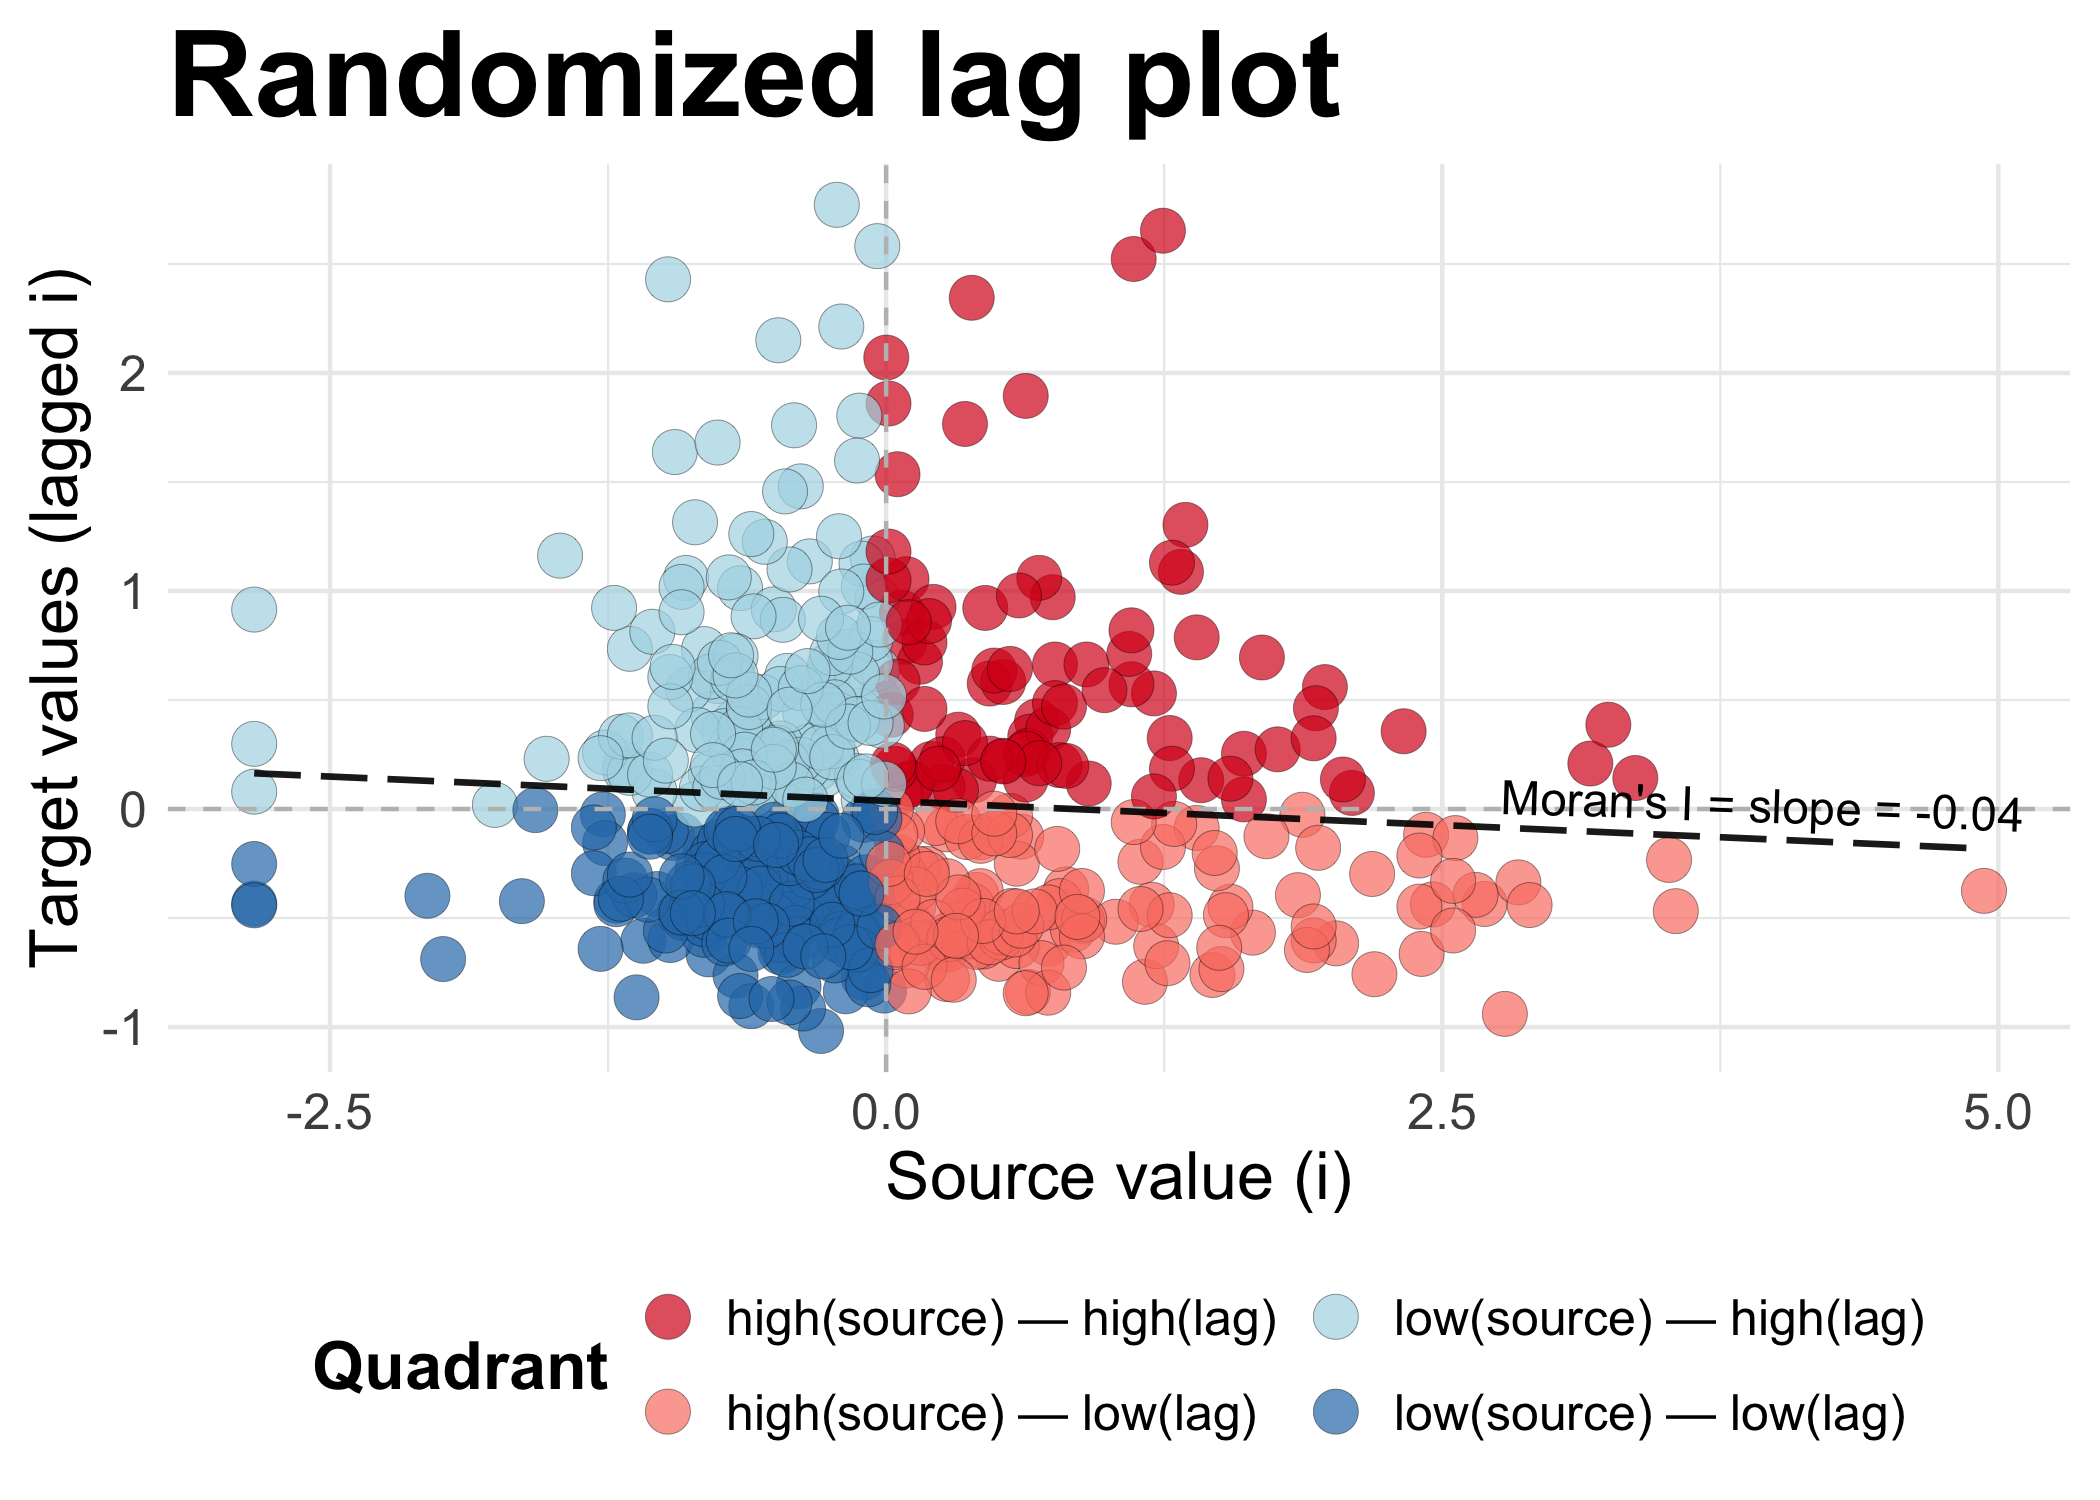 Randomized lag plot
Target values (lagged i)
2
1
0
-1
Moran's I = slope = -0.04
-2.5
0.0
2.5
5.0
Source value (i)
Quadrant
high(source) — high(lag)
low(source) — high(lag)
high(source) — low(lag)
low(source) — low(lag)